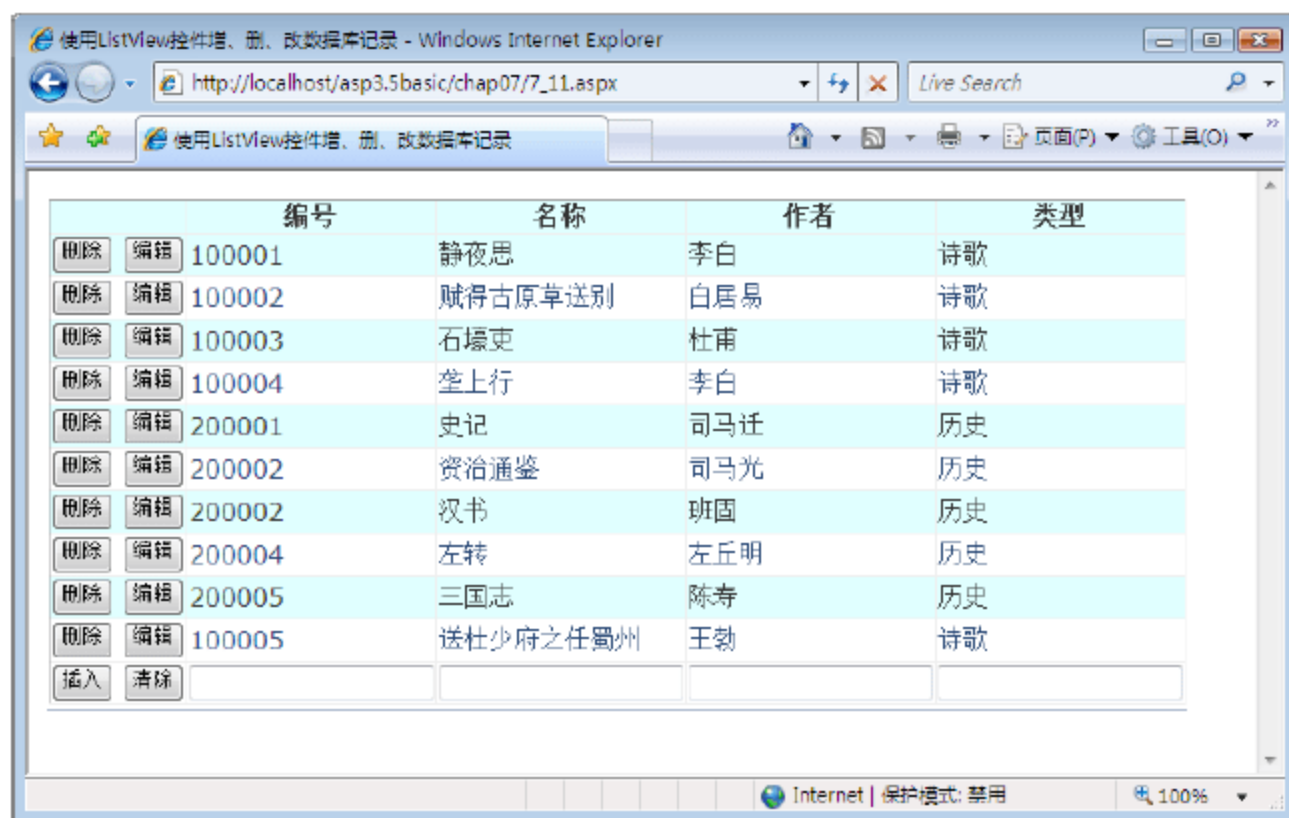 使用ListView控件增、删、改数据库记录 - Windows Internet Explorer
http://localhost/asp3.5basic/chap07/7_11.aspx Live Search
使用ListView控件增、删、改数据库记录 页面(P) 工具(O)
编号 名称 作者 类型
删除 编辑 100001 静夜思 李白 诗歌
删除 编辑 100002 赋得古原草送别 白居易 诗歌
删除 编辑 100003 石壕吏 杜甫 诗歌
删除 编辑 100004 垄上行 李白 诗歌
删除 编辑 200001 史记 司马迁 历史
删除 编辑 200002 资治通鉴 司马光 历史
删除 编辑 200002 汉书 班固 历史
删除 编辑 200004 左转 左丘明 历史
删除 编辑 200005 三国志 陈寿 历史
删除 编辑 100005 送杜少府之任蜀州 王勃 诗歌
插入 清除
Internet | 保护模式: 禁用 100%